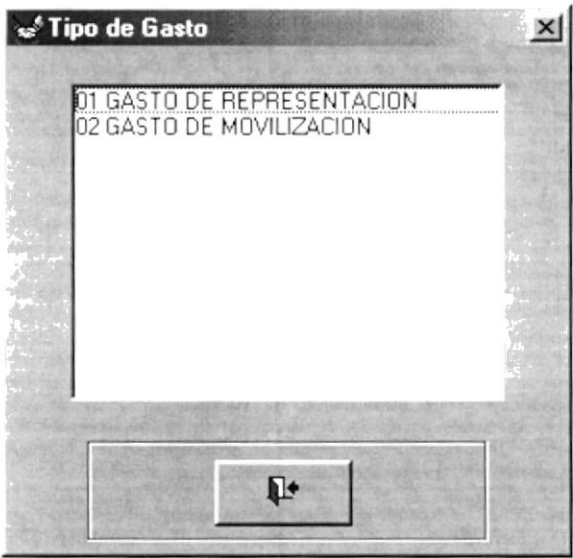 Tipo de Gasto
01 GASTO DE REPRESENTACION
02 GASTO DE MOVILIZACION